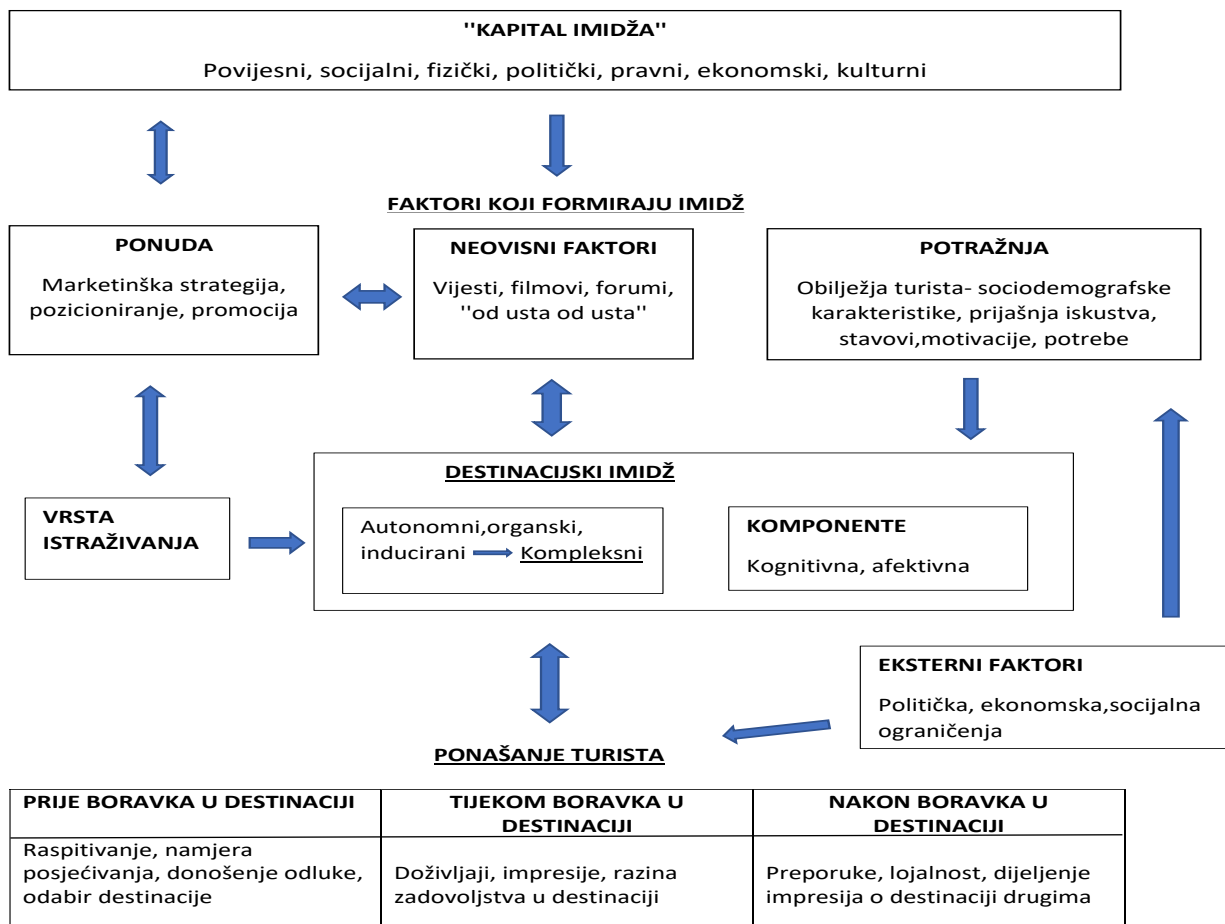 "KAPITAL IMIDŽA"
Povijesni, socijalni, fizički, politički, pravni, ekonomski, kulturni
FAKTORI KOJI FORMIRAJU IMIDŽ
PONUDA
Marketinška strategija,
pozicioniranje, promocija
NEOVISNI FAKTORI
Vijesti, filmovi, forumi,
''od usta od usta''
POTRAŽNJA
Obilježja turista- sociodemografske
karakteristike, prijašnja iskustva,
stavovi,motivacije, potrebe
VRSTA
ISTRAŽIVANJA
DESTINACIJSKI IMIDŽ
Autonomni,organski,
inducirani Kompleksni
KOMPONENTE
Kognitivna, afektivna
EKSTERNI FAKTORI
Politička, ekonomska,socijalna
ograničenja
PONAŠANJE TURISTA
PRIJE BORAVKA U DESTINACIJI
Raspitivanje, namjera
posjećivanja, donošenje odluke,
odabir destinacije
TIJEKOM BORAVKA U
DESTINACIJI
Doživljaji, impresije, razina
zadovoljstva u destinaciji
NAKON BORAVKA U
DESTINACIJI
Preporuke, lojalnost, dijeljenje
impresija o destinaciji drugima